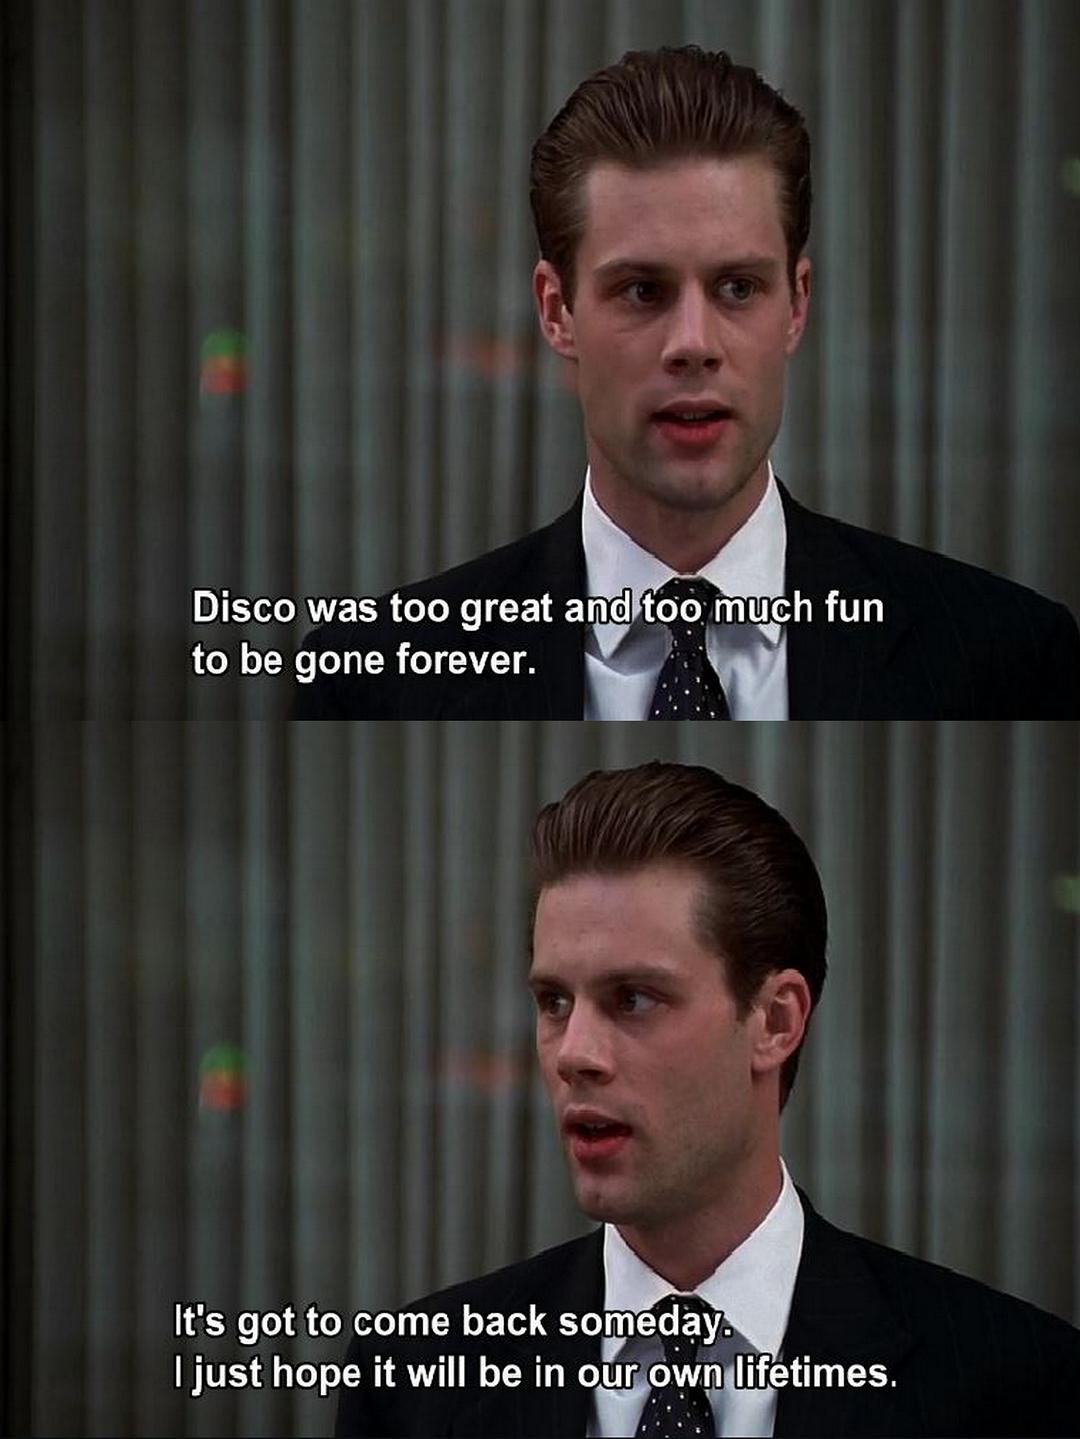 Disco was too great and too much fun
to be gone forever.
It's got to come back someday.
I just hope it will be in our own lifetimes.